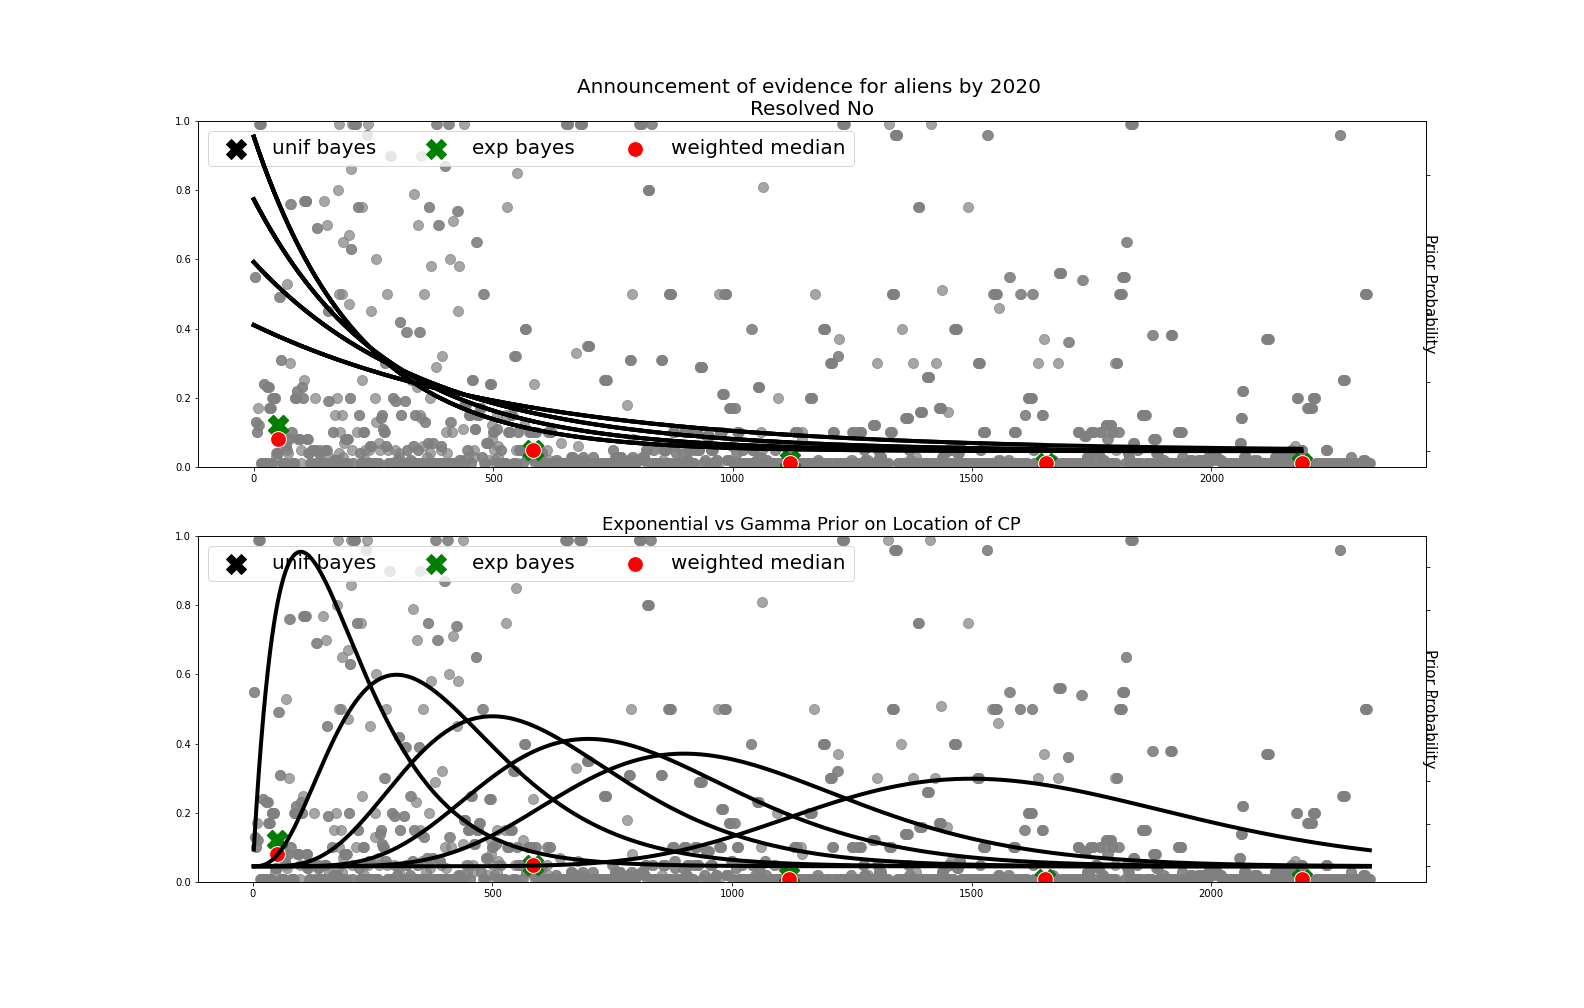 Announcement of evidence for aliens by 2020
Resolved No
unif bayes exp bayes weighted median
1.0
0.8
0.6
0.4
0.2
0.0
0 500 1000 1500 2000
Prior Probability
Exponential vs Gamma Prior on Location of CP
unif bayes exp bayes weighted median
1.0
0.8
0.6
0.4
0.2
0.0
0 500 1000 1500 2000
Prior Probability